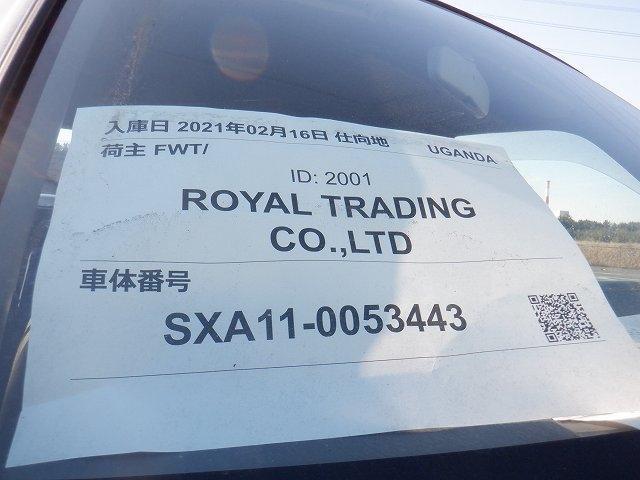 入庫日 2021年02月16日 仕向地 UGANDA
荷主 FWT/
ID: 2001
ROYAL TRADING
CO.,LTD
車体番号
SXA11-0053443